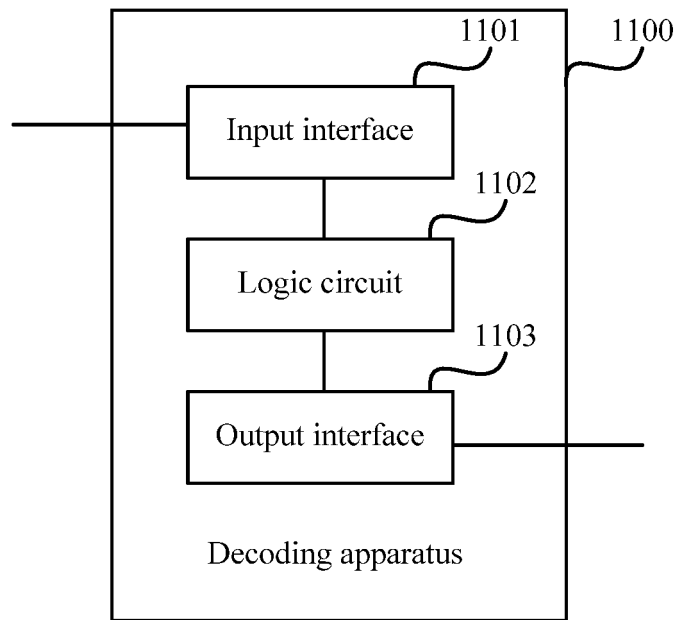 1101
1100
Input interface
1102
Logic circuit
1103
Output interface
Decoding apparatus